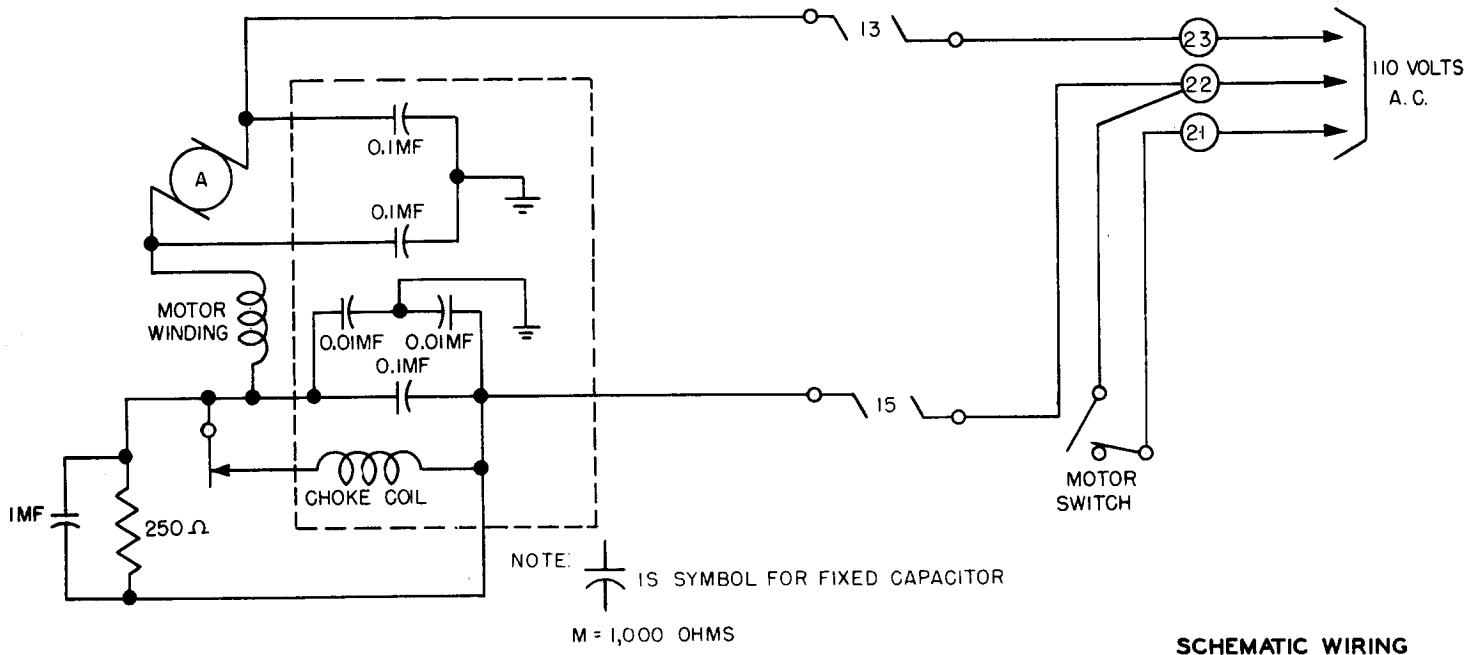 13
23
110 VOLTS
A. C.
22
21
0.1MF
A
0.1MF
MOTOR
WINDING
0.01MF
0.01MF
0.1MF
15
CHOKE COIL
MOTOR
SWITCH
1MF
250 Ω
NOTE:
IS SYMBOL FOR FIXED CAPACITOR
M = 1,000 OHMS
SCHEMATIC WIRING